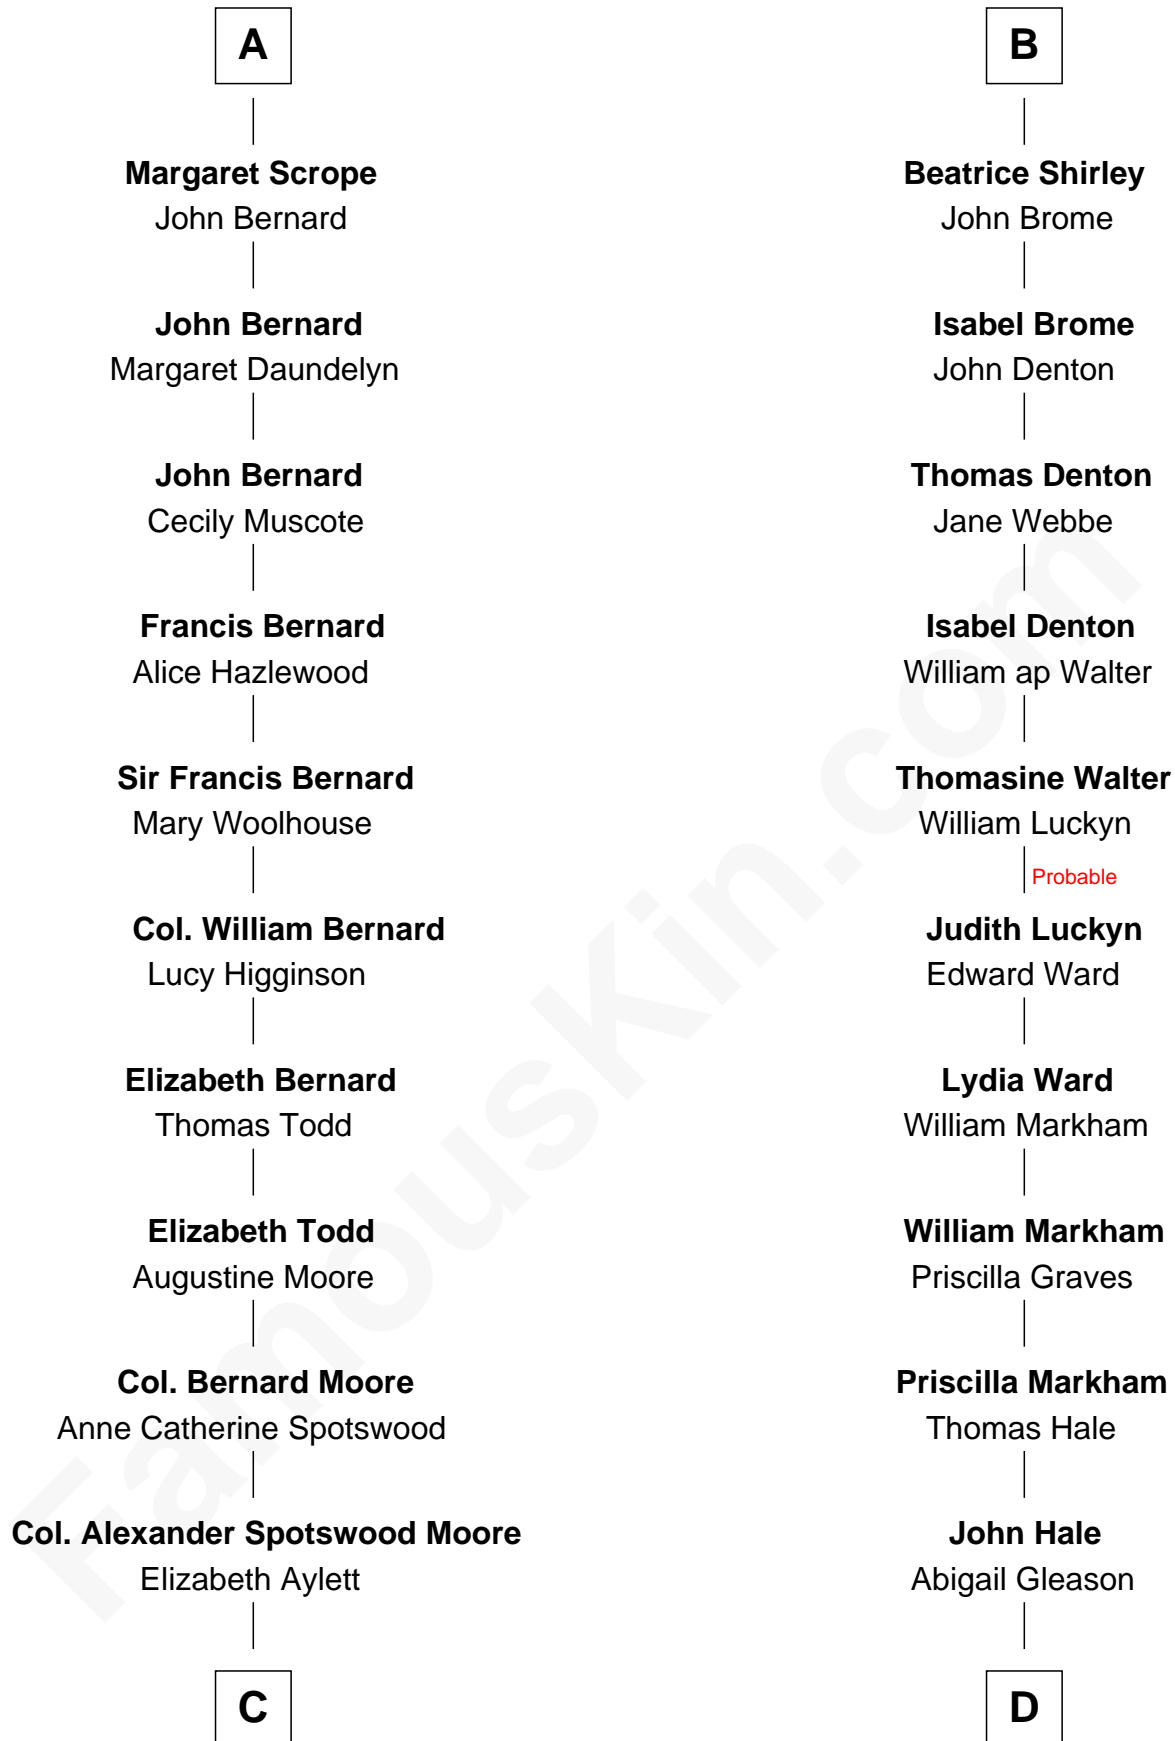 A
Margaret Scrope
John Bernard
John Bernard
Margaret Daundelyn
John Bernard
Cecily Muscote
Francis Bernard
Alice Hazlewood
Sir Francis Bernard
Mary Woolhouse
Col. William Bernard
Lucy Higginson
Elizabeth Bernard
Thomas Todd
Elizabeth Todd
Augustine Moore
Col. Bernard Moore
Anne Catherine Spotswood
Col. Alexander Spotswood Moore
Elizabeth Aylett
C
B
Beatrice Shirley
John Brome
Isabel Brome
John Denton
Thomas Denton
Jane Webbe
Isabel Denton
William ap Walter
Thomasine Walter
William Luckyn
Probable
Judith Luckyn
Edward Ward
Lydia Ward
William Markham
William Markham
Priscilla Graves
Priscilla Markham
Thomas Hale
John Hale
Abigail Gleason
D
FamousKin.com